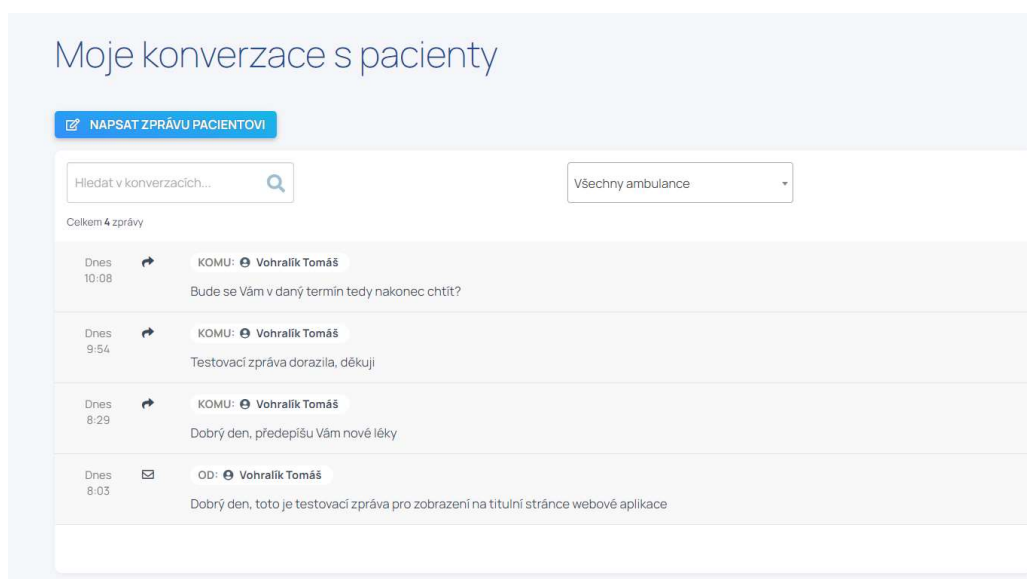 Moje konverzace s pacienty
NAPSAT ZPRÁVU PACIENTOVI
Hledat v konverzacích...
Všechny ambulance
Celkem 4 zprávy
Dnes
10:08
KOMU: Vohralík Tomáš
Bude se Vám v daný termín tedy nakonec chtít?
Dnes
9:54
KOMU: Vohralík Tomáš
Testovací zpráva dorazila, děkuji
Dnes
8:29
KOMU: Vohralík Tomáš
Dobrý den, předepíšu Vám nové léky
Dnes
8:03
OD: Vohralík Tomáš
Dobrý den, toto je testovací zpráva pro zobrazení na titulní stránce webové aplikace